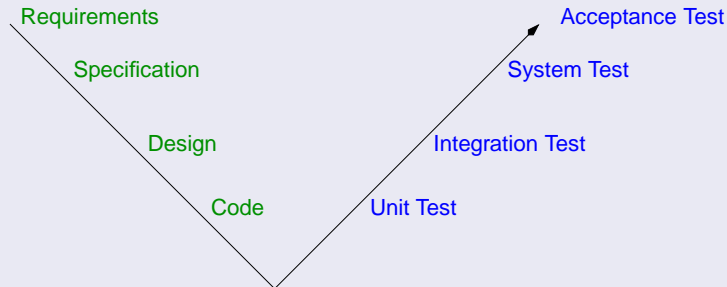 Requirements
Acceptance Test
Specification
System Test
Design
Integration Test
Code
Unit Test